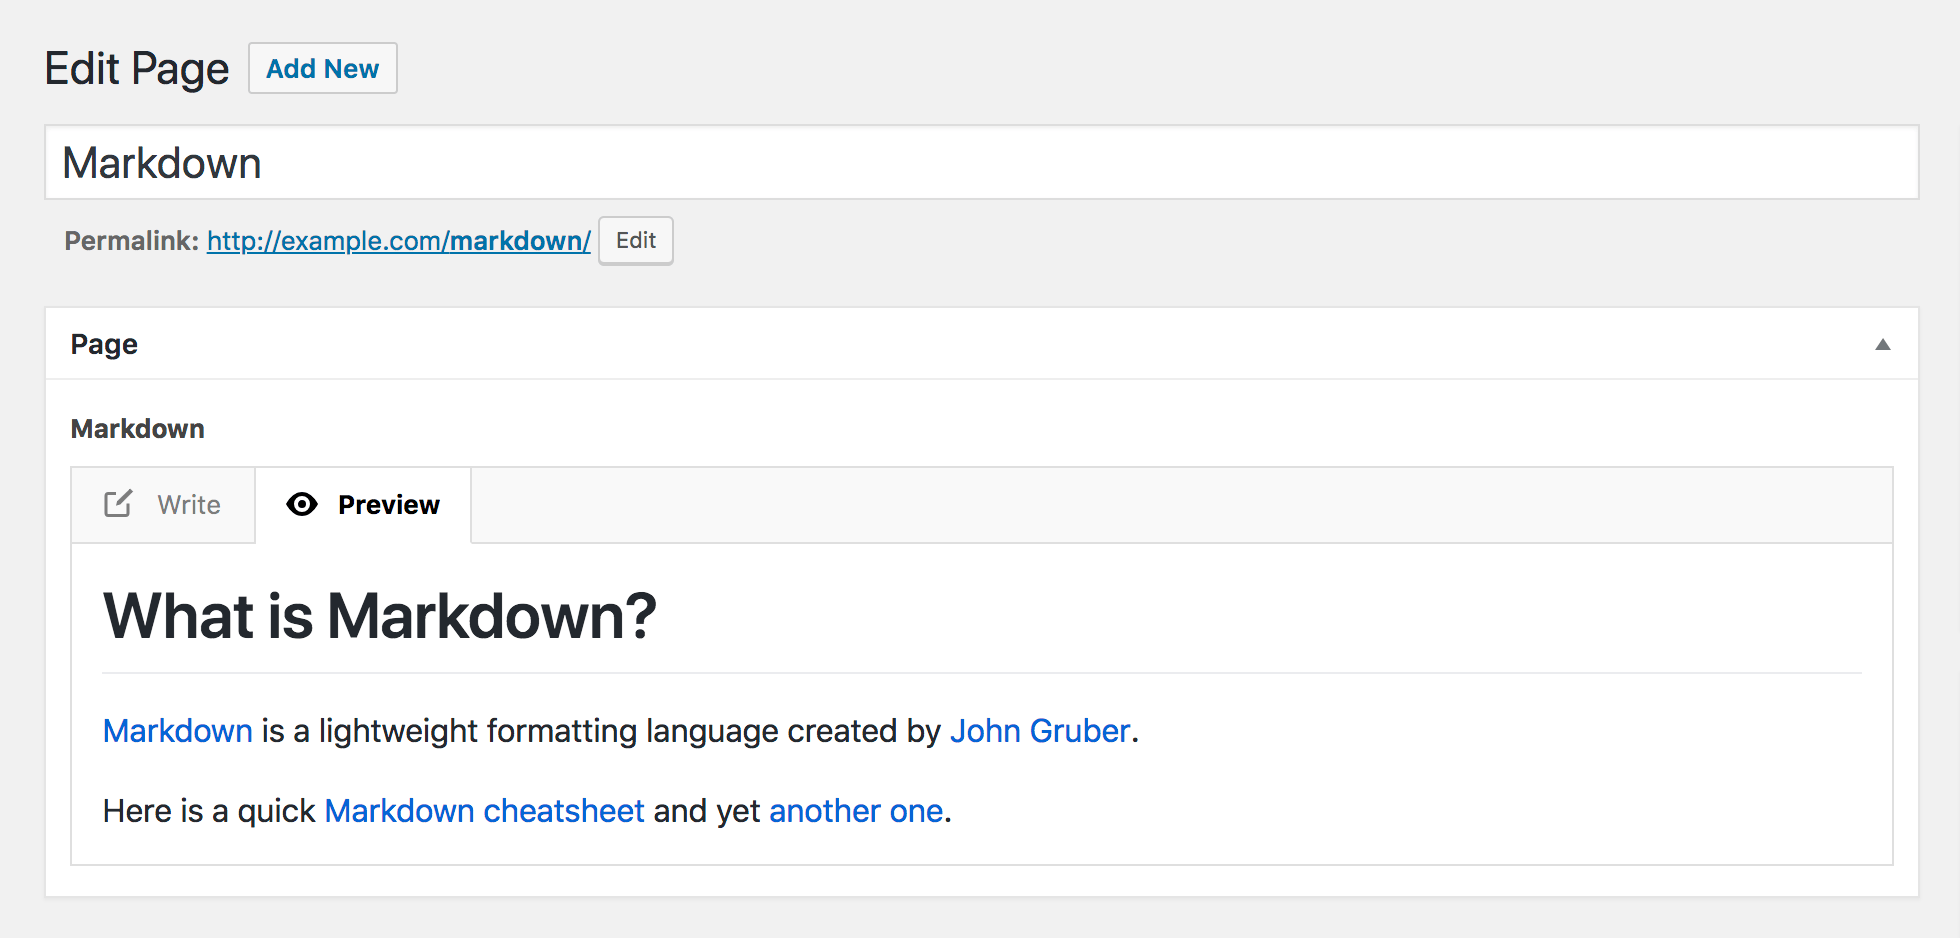 Edit Page Add New
Markdown
Permalink: http://example.com/markdown/ Edit
Page
Markdown
Write Preview
What is Markdown?
Markdown is a lightweight formatting language created by John Gruber.
Here is a quick Markdown cheatsheet and yet another one.